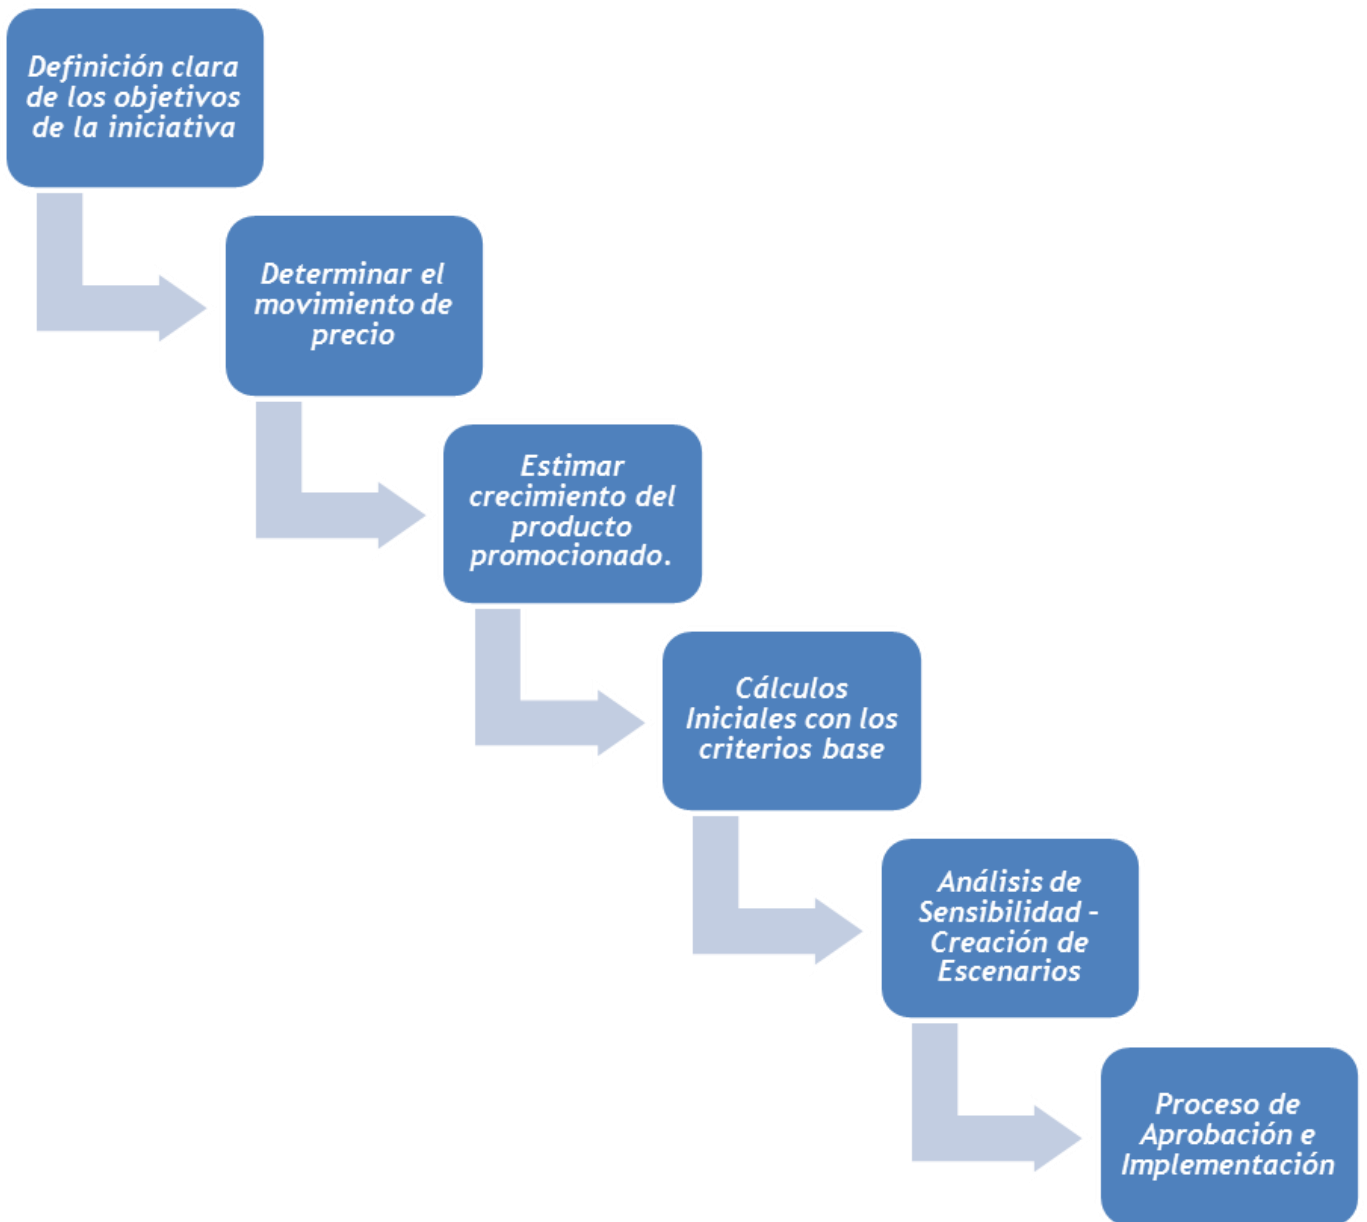 Definición clara
de los objetivos
de la iniciativa
Determinar el
movimiento de
precio
Estimar
crecimiento del
producto
promocionado.
Cálculos
Iniciales con los
criterios base
Análisis de
Sensibilidad –
Creación de
Escenarios
Proceso de
Aprobación e
Implementación